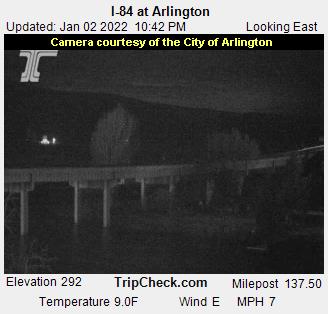 I-84 at Arlington
Updated: Jan 02 2022 10:42 PM Looking East
Camera courtesy of the City of Arlington
Elevation 292 TripCheck.com Milepost 137.50
Temperature 9.0F Wind E MPH 7